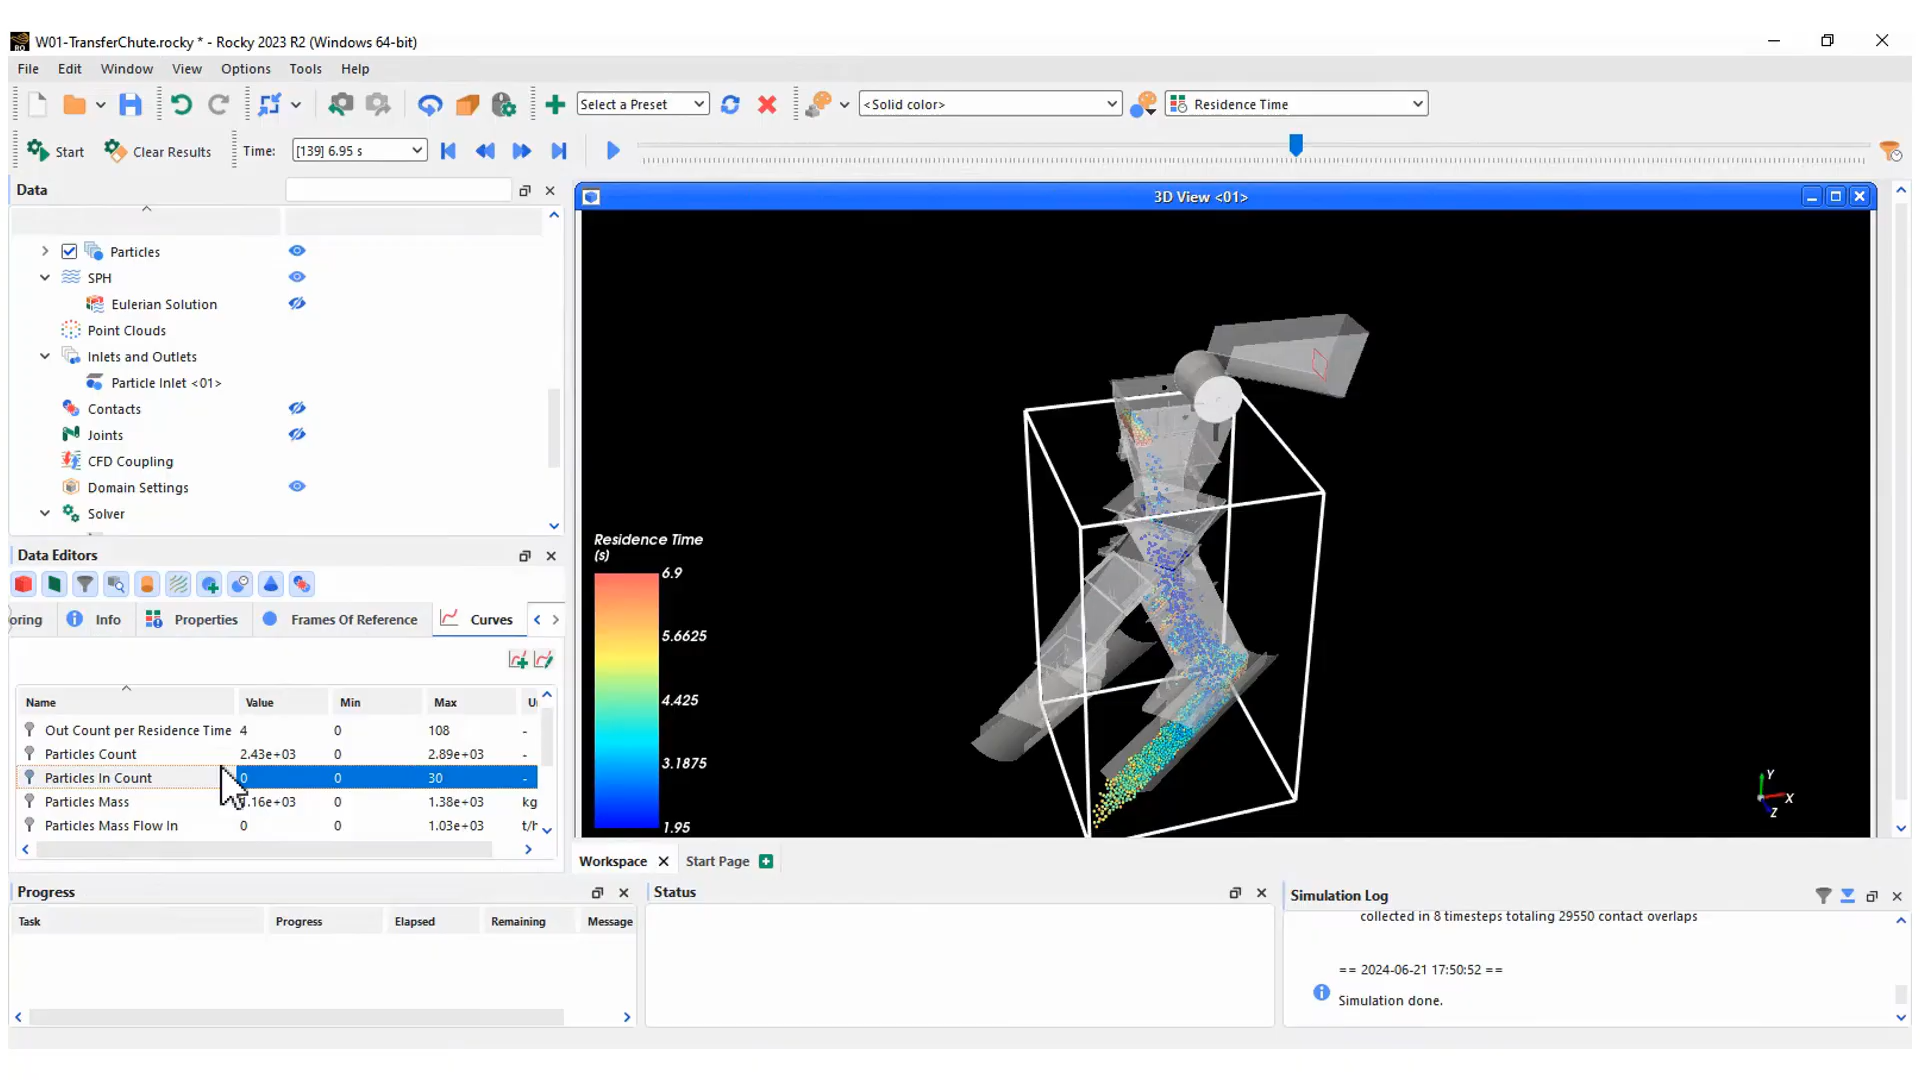 W01-TransferChute.rocky * - Rocky 2023 R2 (Windows 64-bit)
File Edit Window View Options Tools Help
Select a Preset <Solid color> Residence Time
Start Clear Results Time: [139] 6.95 s
Data
3D View <01>
Particles
SPH
Eulerian Solution
Point Clouds
Inlets and Outlets
Particle Inlet <01>
Contacts
Joints
CFD Coupling
Domain Settings
Solver
Residence Time
(s)
6.9
5.6625
4.425
3.1875
1.95
Y
X
Z
Data Editors
oring Info Properties Frames Of Reference Curves
Name Value Min Max
Out Count per Residence Time 4 0 108 -
Particles Count 2.43e+03 0 2.89e+03 -
Particles In Count 0 0 30 -
Particles Mass .16e+03 0 1.38e+03 kg
Particles Mass Flow In 0 0 1.03e+03 t/h
Workspace Start Page
Progress
Task Progress Elapsed Remaining Message
Status
Simulation Log
collected in 8 timesteps totaling 29550 contact overlaps
== 2024-06-21 17:50:52 ==
Simulation done.